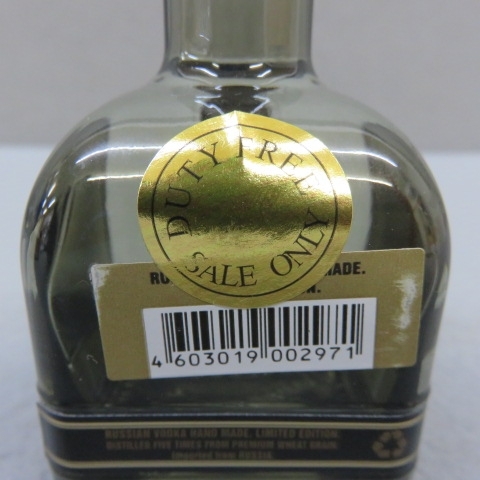 DUTY FREE
SALE ONLY
RU ADE.
N.
4 603019 002971
RUSSIAN VODKA HAND MADE. LIMITED EDITION.
DISTILLED FIVE TIMES FROM PREMIUM WHEAT GRAIN.
Imported from RUSSIA.